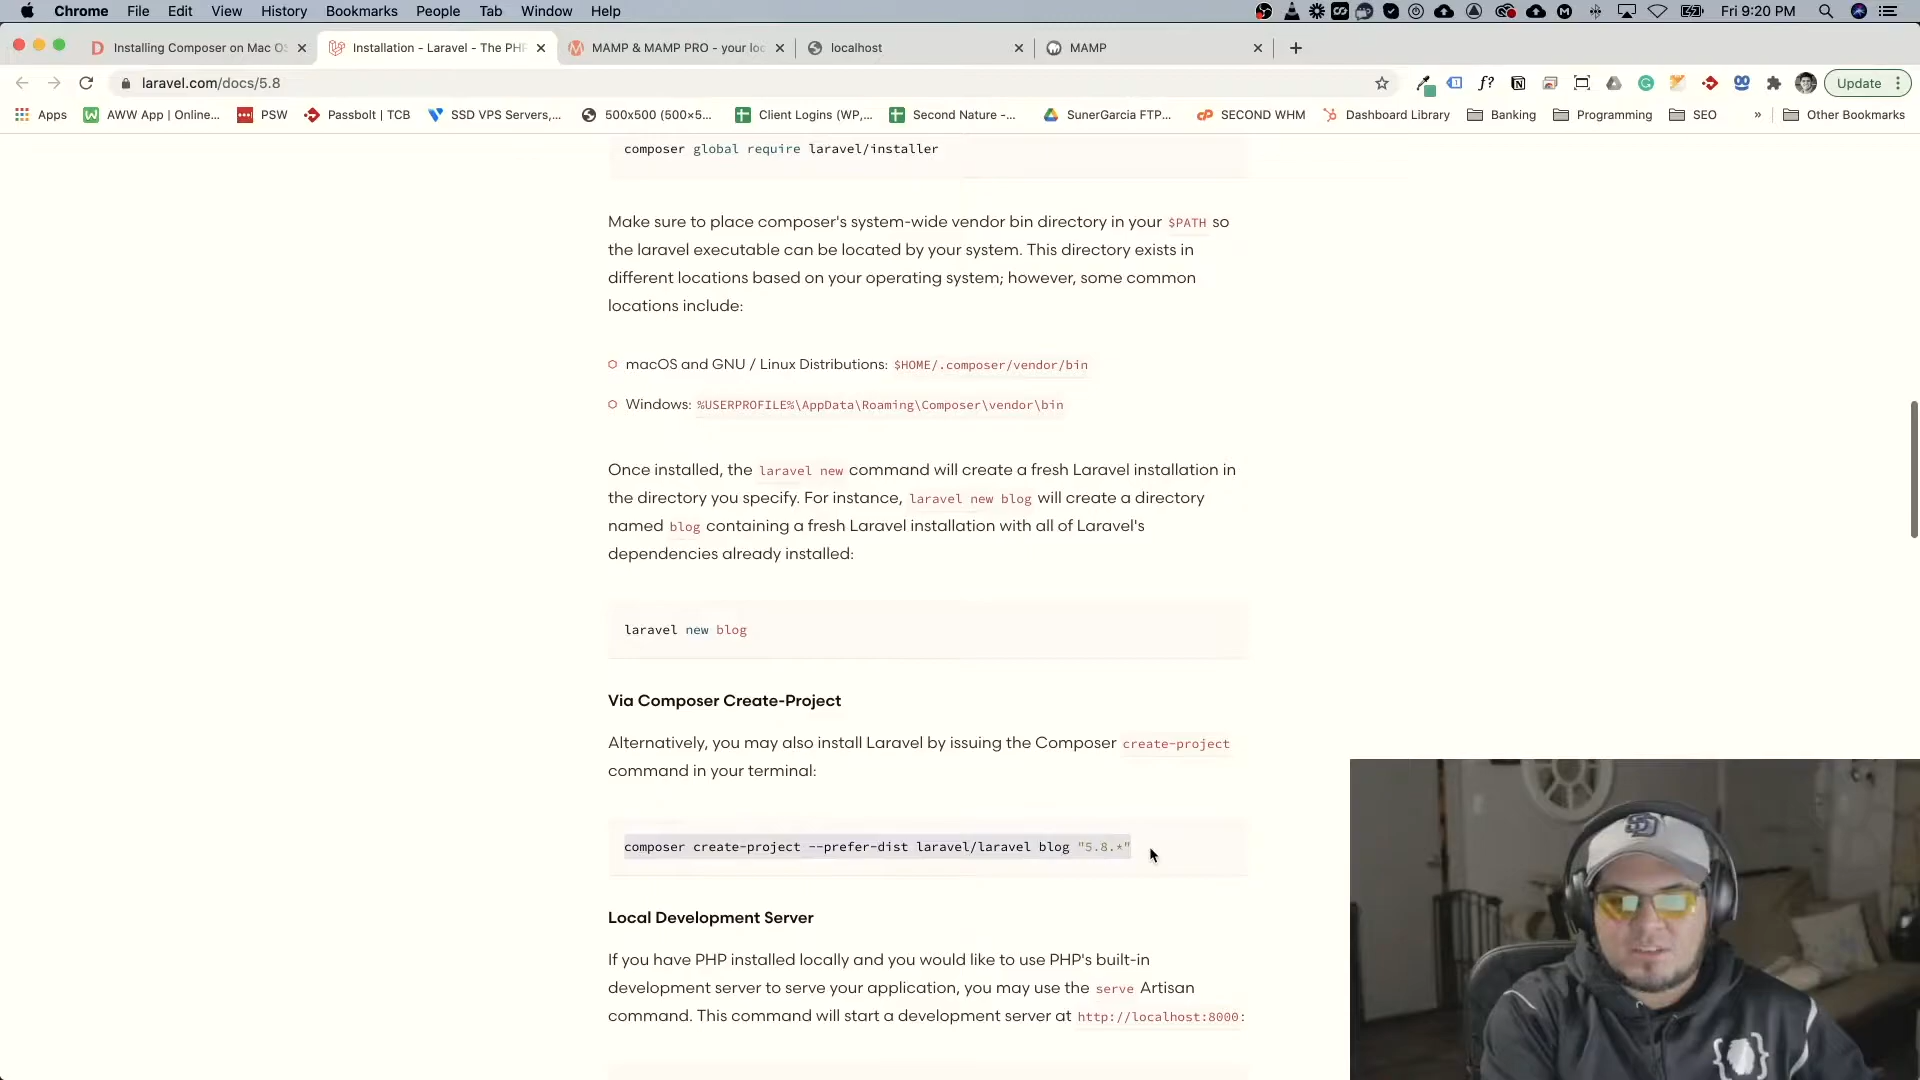 Chrome File Edit View History Bookmarks People Tab Window Help Fri 9:20 PM
Installing Composer on Mac OS Installation - Laravel - The PHP MAMP & MAMP PRO - your loc localhost MAMP
laravel.com/docs/5.8 Update
Apps AWW App | Online... PSW Passbolt | TCB SSD VPS Servers,... 500x500 (500×5... Client Logins (WP,... Second Nature -... SunerGarcia FTP... SECOND WHM Dashboard Library Banking Programming SEO » Other Bookmarks
composer global require laravel/installer
Make sure to place composer's system-wide vendor bin directory in your $PATH so
the laravel executable can be located by your system. This directory exists in
different locations based on your operating system; however, some common
locations include:
macOS and GNU / Linux Distributions: $HOME/.composer/vendor/bin
Windows: %USERPROFILE%\AppData\Roaming\Composer\vendor\bin
Once installed, the laravel new command will create a fresh Laravel installation in
the directory you specify. For instance, laravel new blog will create a directory
named blog containing a fresh Laravel installation with all of Laravel's
dependencies already installed:
laravel new blog
Via Composer Create-Project
Alternatively, you may also install Laravel by issuing the Composer create-project
command in your terminal:
composer create-project --prefer-dist laravel/laravel blog "5.8.*"
Local Development Server
If you have PHP installed locally and you would like to use PHP's built-in
development server to serve your application, you may use the serve Artisan
command. This command will start a development server at http://localhost:8000: